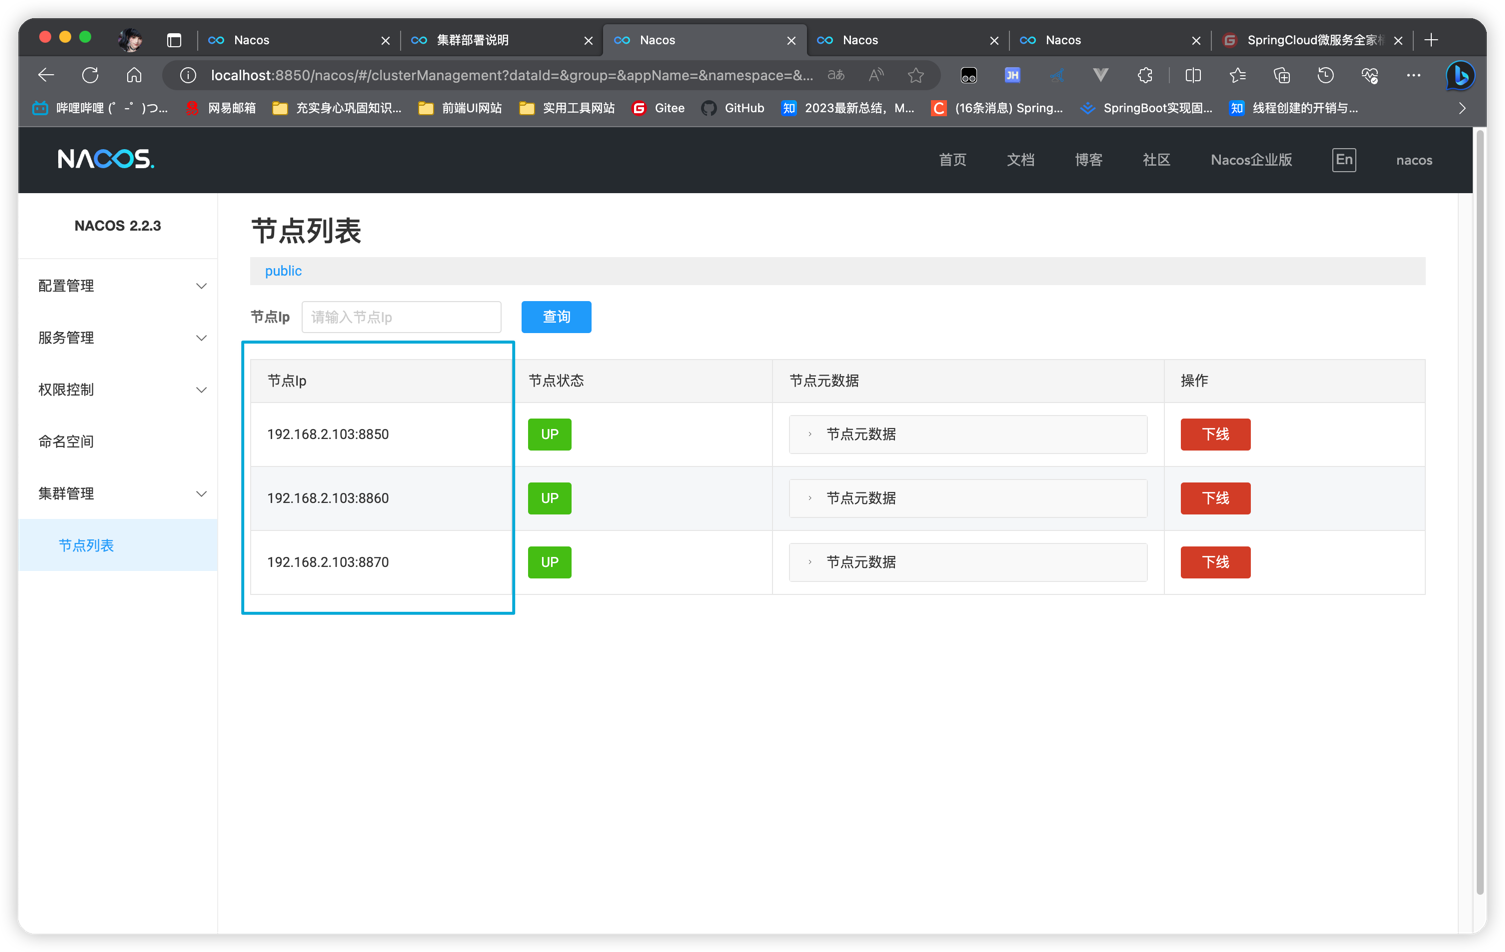 Nacos
集群部署说明
Nacos
Nacos
Nacos
SpringCloud微服务全家
localhost:8850/nacos/#/clusterManagement?dataId=&group=&appName=&namespace=&...
哔哩哔哩 (゜-゜)つ...
网易邮箱
充实身心巩固知识...
前端UI网站
实用工具网站
Gitee
GitHub
2023最新总结，M...
(16条消息) Spring...
SpringBoot实现固...
线程创建的开销与...
NACOS.
首页
文档
博客
社区
Nacos企业版
En
nacos
NACOS 2.2.3
配置管理
服务管理
权限控制
命名空间
集群管理
节点列表
节点列表
public
节点Ip
请输入节点Ip
查询
节点Ip 节点状态 节点元数据 操作
192.168.2.103:8850 UP 节点元数据 下线
192.168.2.103:8860 UP 节点元数据 下线
192.168.2.103:8870 UP 节点元数据 下线